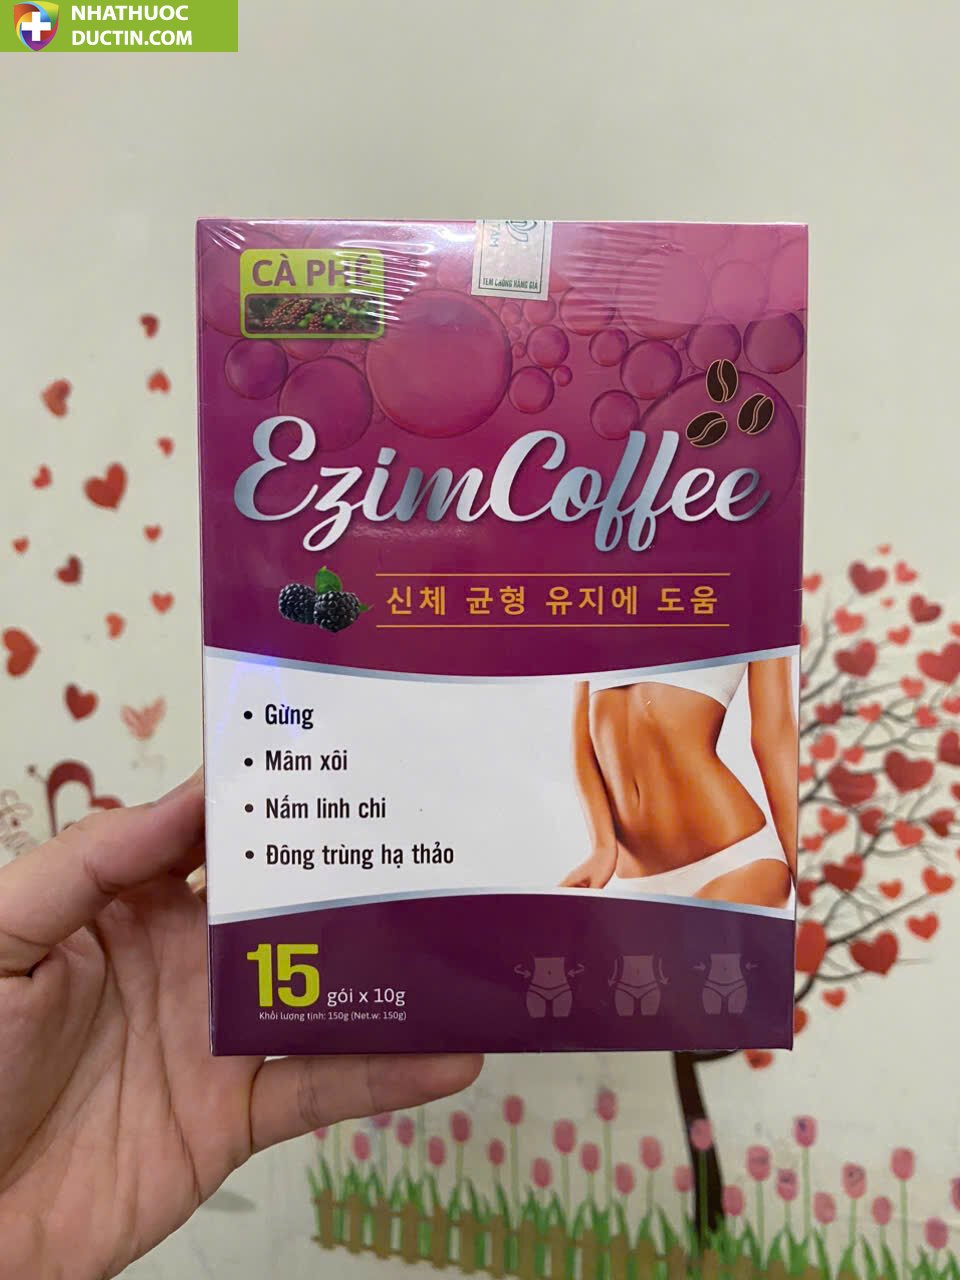 NHATHUOC
DUCTIN.COM
TÂM
TEM CHỐNG HÀNG GIẢ
CÀ PHÊ
EzimCoffee
신체 균형 유지에 도움
• Gừng
• Mâm xôi
• Nấm linh chi
• Đông trùng hạ thảo
15 gói x 10g
Khối lượng tịnh: 150g (Net.w: 150g)